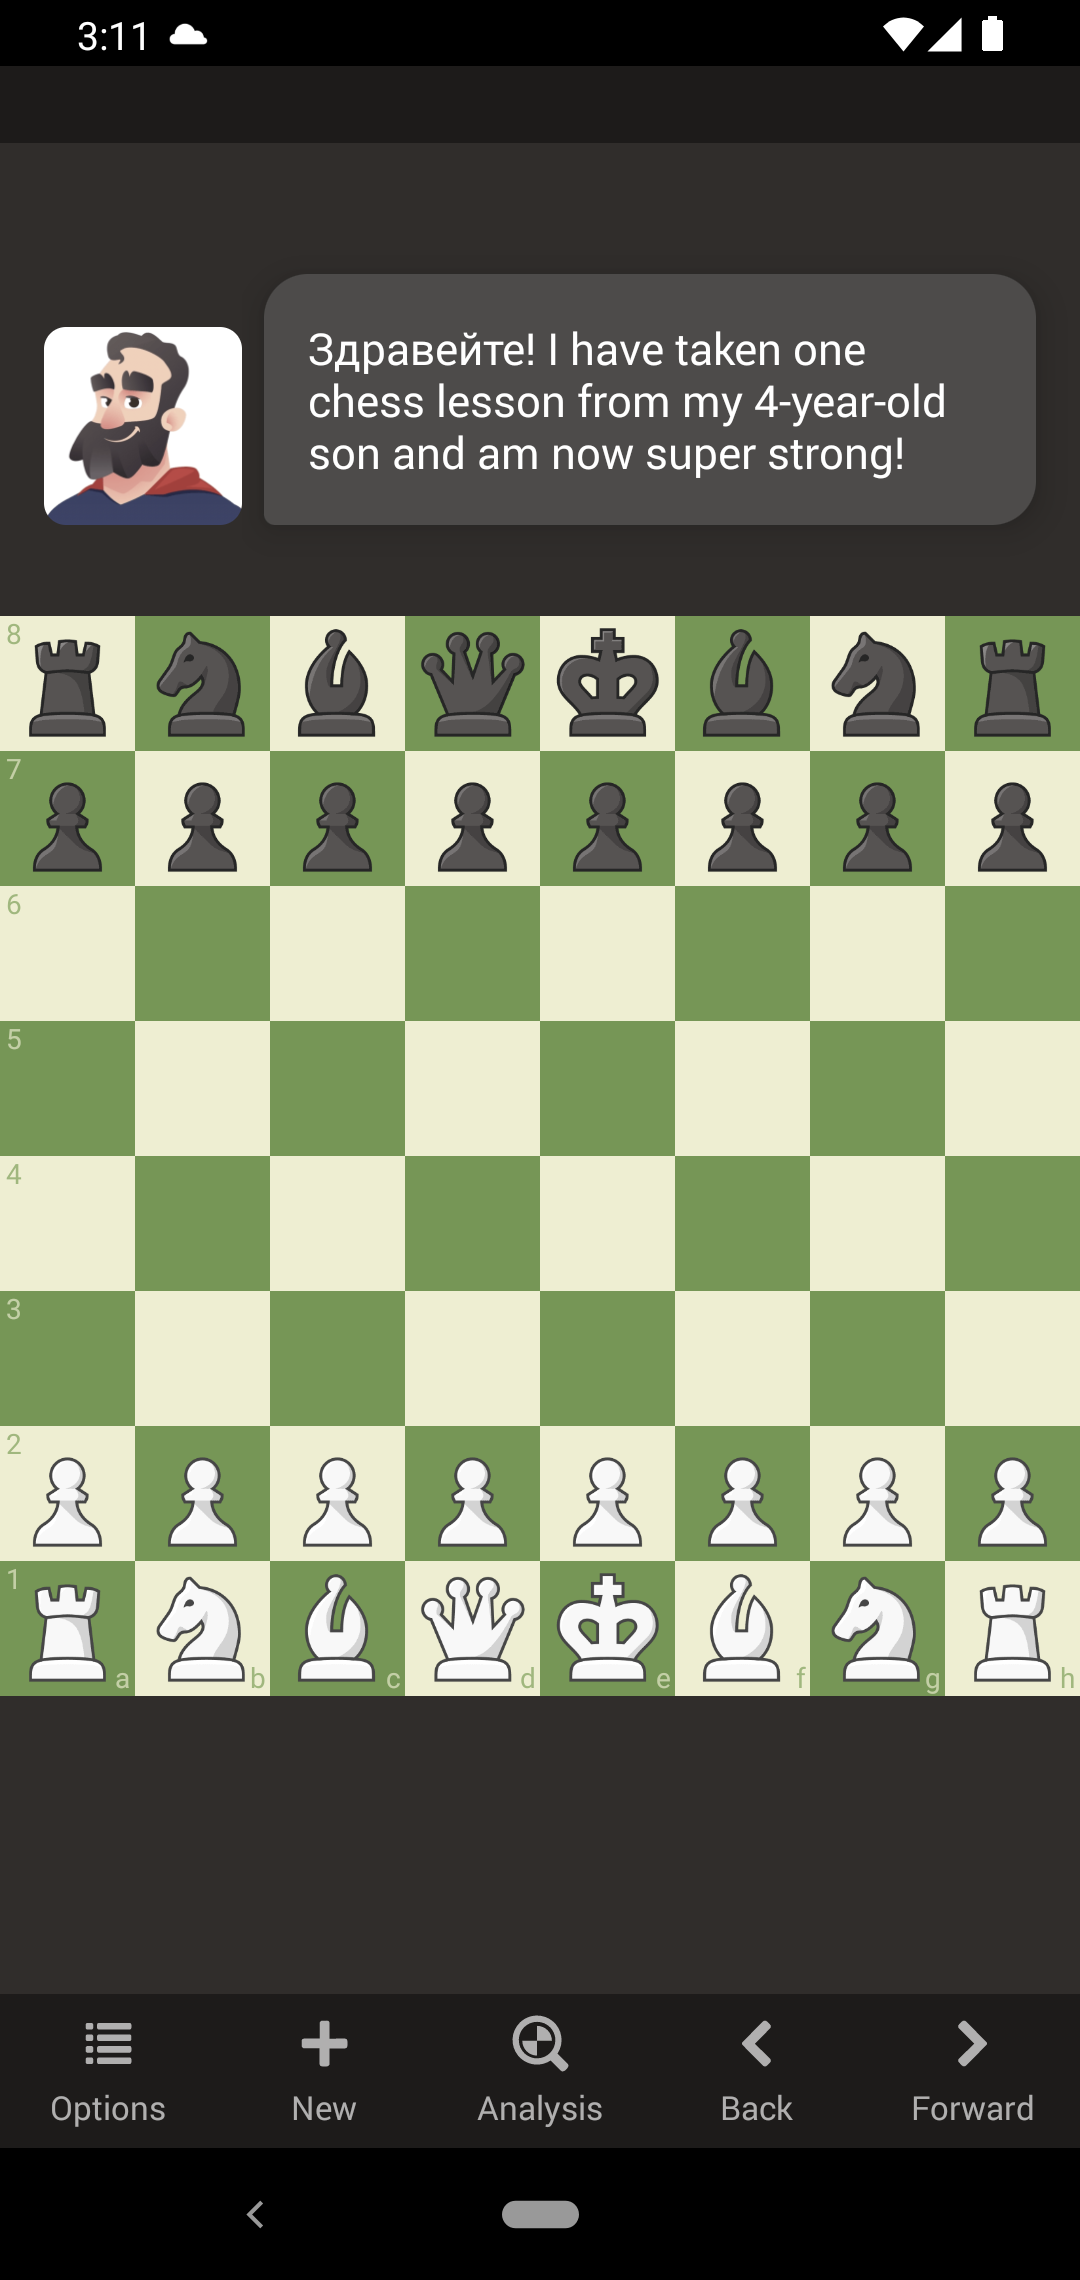 3:11
Здравейте! I have taken one
chess lesson from my 4-year-old
son and am now super strong!
8
7
6
5
4
3
2
1
a b c d e f g h
Options New Analysis Back Forward